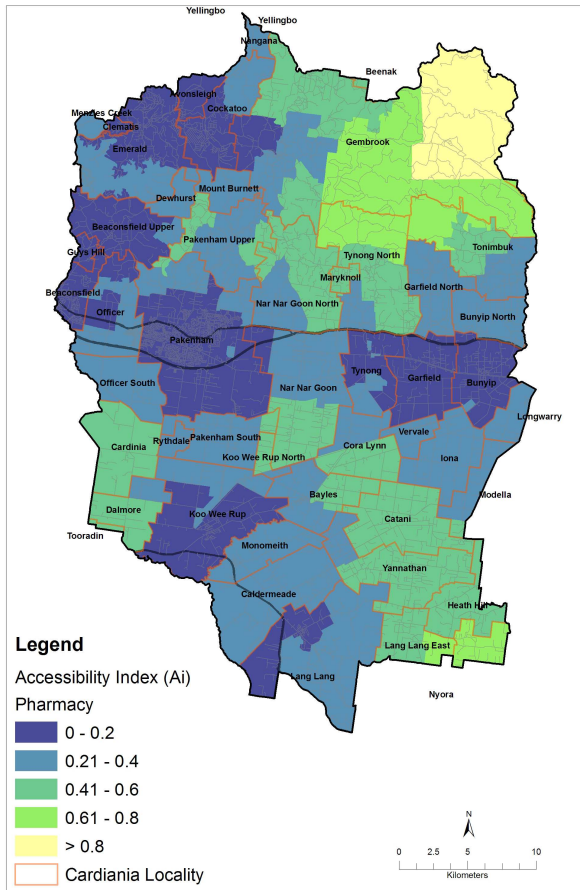 Yellingbo
Yellingbo
Nangana
Beenak
Avonsleigh
Cockatoo
Menzies Creek
Clematis
Gembrook
Emerald
Mount Burnett
Dewhurst
Beaconsfield Upper
Pakenham Upper
Tonimbuk
Guys Hill
Tynong North
Maryknoll
Garfield North
Beaconsfield
Nar Nar Goon North
Officer
Bunyip North
Pakenham
Tynong
Garfield
Bunyip
Officer South
Nar Nar Goon
Longwarry
Vervale
Rythdale
Pakenham South
Cardinia
Cora Lynn
Koo Wee Rup North
Iona
Bayles
Modella
Dalmore
Koo Wee Rup
Catani
Tooradin
Monomeith
Yannathan
Caldermeade
Heath Hill
Lang Lang East
Lang Lang
Nyora
Legend
Accessibility Index (Ai)
Pharmacy
0 - 0.2
0.21 - 0.4
0.41 - 0.6
0.61 - 0.8
> 0.8
Cardiania Locality
N
0 2.5 5 10
Kilometers